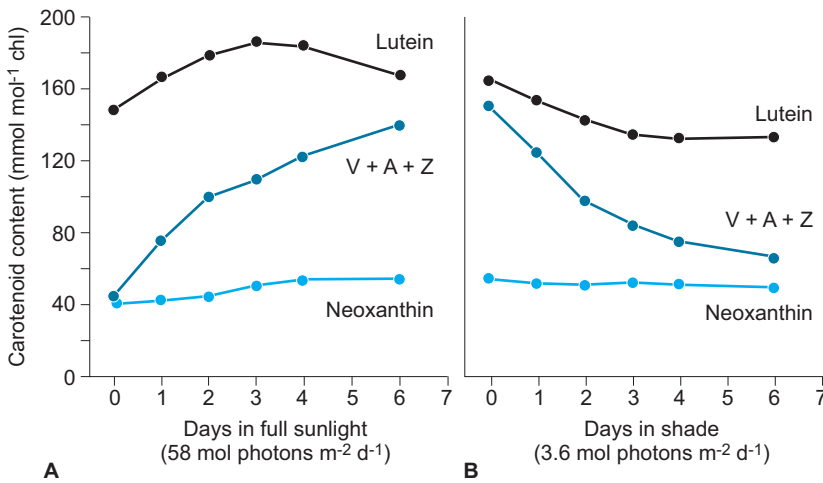 Carotenoid content (mmol mol-1 chl)
200
160
120
80
40
0
Lutein
V + A + Z
Neoxanthin
0 1 2 3 4 5 6 7
Days in full sunlight
(58 mol photons m-2 d-1)
A
Lutein
V + A + Z
Neoxanthin
0 1 2 3 4 5 6 7
Days in shade
(3.6 mol photons m-2 d-1)
B